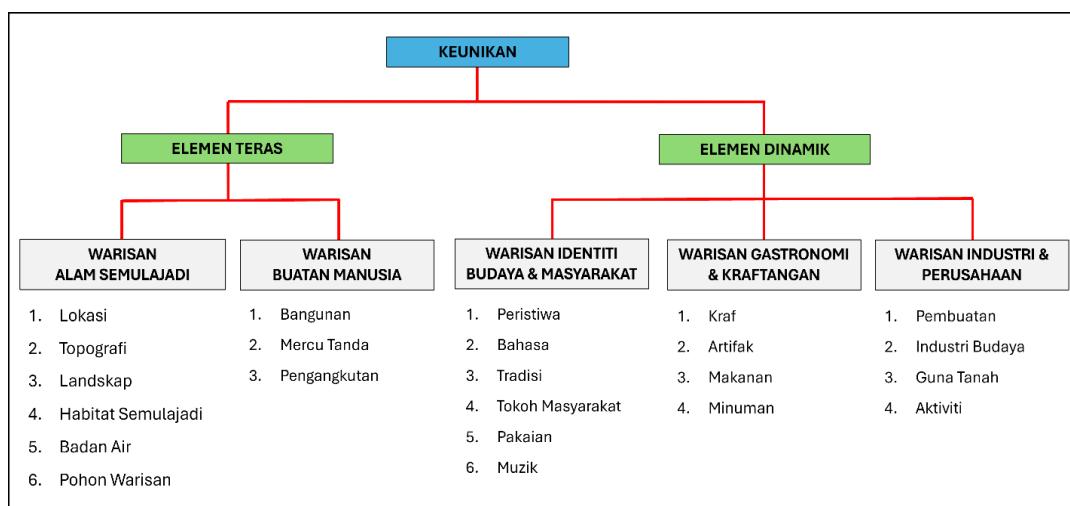 KEUNIKAN
ELEMEN TERAS
ELEMEN DINAMIK
WARISAN
ALAM SEMULAJADI
1. Lokasi
2. Topografi
3. Landskap
4. Habitat Semulajadi
5. Badan Air
6. Pohon Warisan
WARISAN
BUATAN MANUSIA
1. Bangunan
2. Mercu Tanda
3. Pengangkutan
WARISAN IDENTITI
BUDAYA & MASYARAKAT
1. Peristiwa
2. Bahasa
3. Tradisi
4. Tokoh Masyarakat
5. Pakaian
6. Muzik
WARISAN GASTRONOMI
& KRAFTANGAN
1. Kraf
2. Artifak
3. Makanan
4. Minuman
WARISAN INDUSTRI &
PERUSAHAAN
1. Pembuatan
2. Industri Budaya
3. Guna Tanah
4. Aktiviti